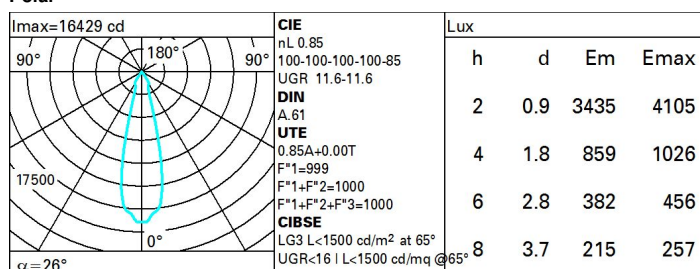 Imax=16429 cd
90° 180° 90°
17500
0°
α=26°
CIE
nL 0.85
100-100-100-100-85
UGR 11.6-11.6
DIN
A.61
UTE
0.85A+0.00T
F"1=999
F"1+F"2=1000
F"1+F"2+F"3=1000
CIBSE
LG3 L<1500 cd/m² at 65°
UGR<16 | L<1500 cd/mq @65°
Lux
h d Em Emax
2 0.9 3435 4105
4 1.8 859 1026
6 2.8 382 456
8 3.7 215 257